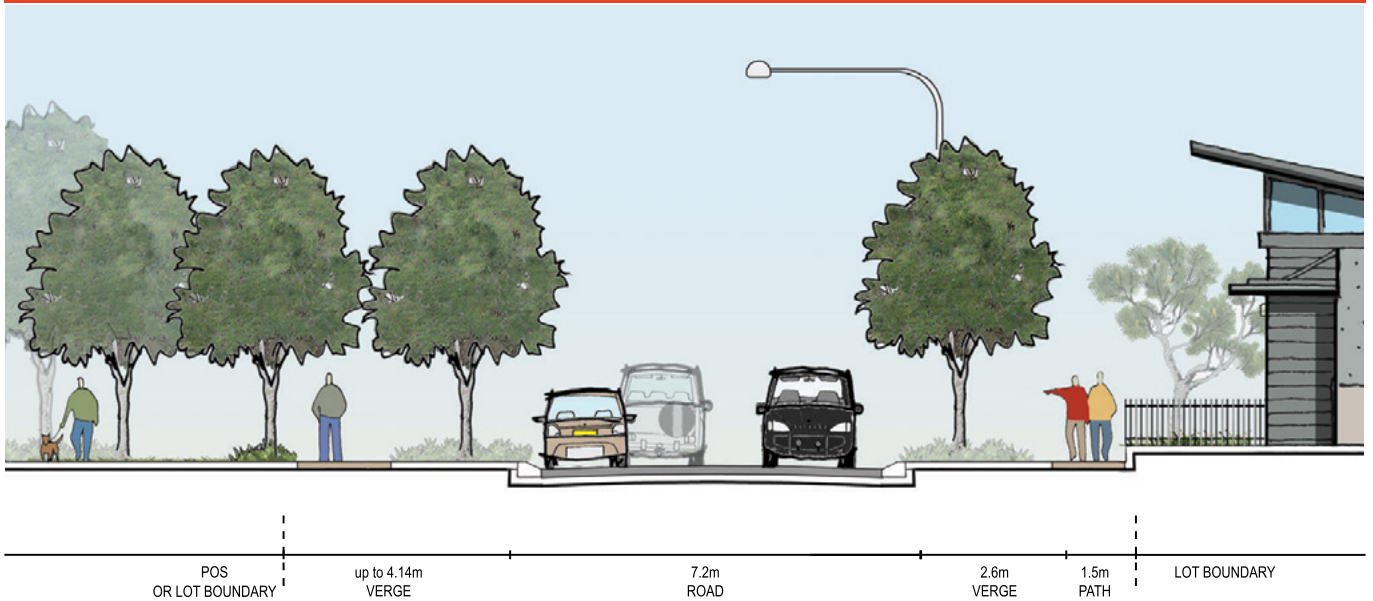 POS
OR LOT BOUNDARY
up to 4.14m
VERGE
7.2m
ROAD
2.6m
VERGE
1.5m
PATH
LOT BOUNDARY